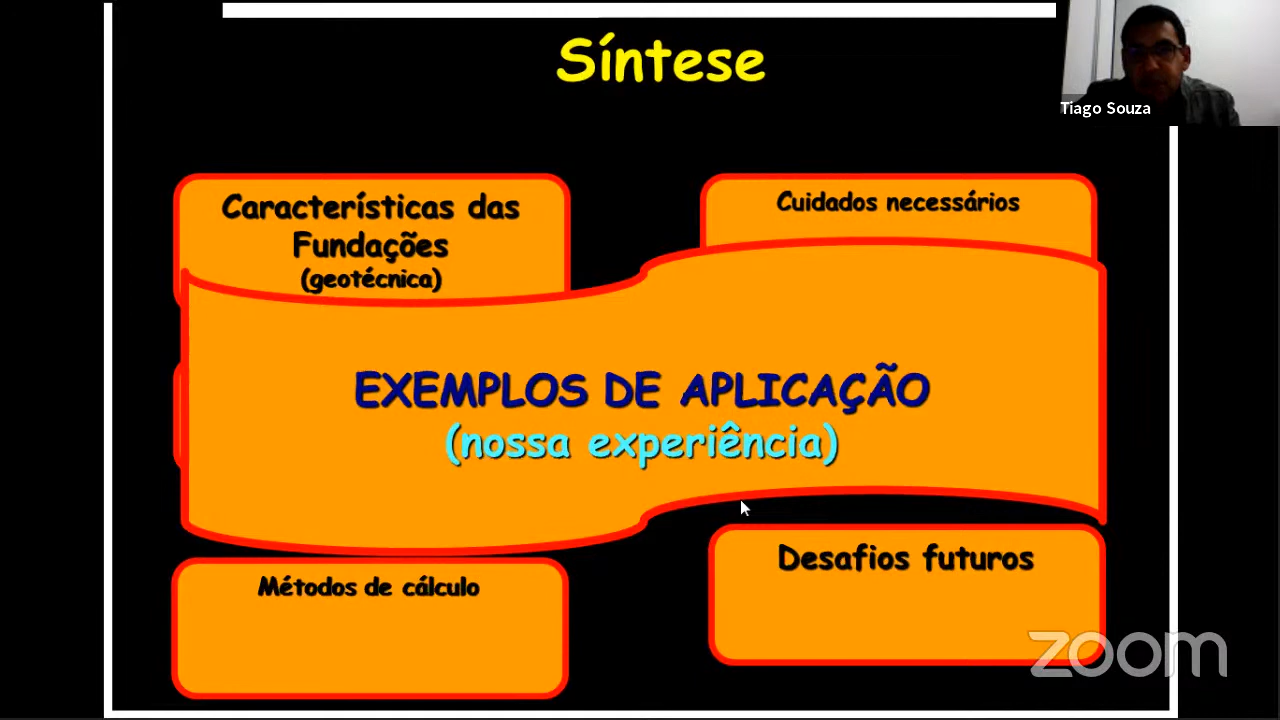 Síntese
Tiago Souza
Características das
Fundações
(geotécnica)
Cuidados necessários
EXEMPLOS DE APLICAÇÃO
(nossa experiência)
Métodos de cálculo
Desafios futuros
zoom